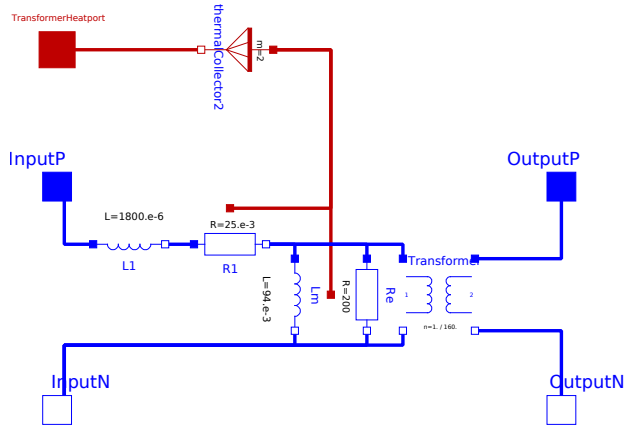 TransformerHeatport
thermalCollector2
m=2
InputP
OutputP
L=1800.e-6
R=25.e-3
L1
R1
Transformer
L=94.e-3
Lm
R=200
Re
1
2
n=1. / 160.
InputN
OutputN